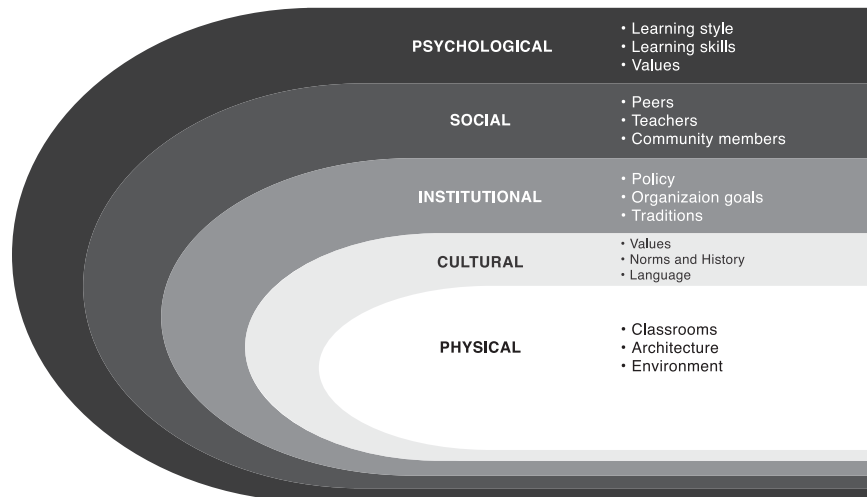 PSYCHOLOGICAL
• Learning style
• Learning skills
• Values
SOCIAL
• Peers
• Teachers
• Community members
INSTITUTIONAL
• Policy
• Organizaion goals
• Traditions
CULTURAL
• Values
• Norms and History
• Language
PHYSICAL
• Classrooms
• Architecture
• Environment